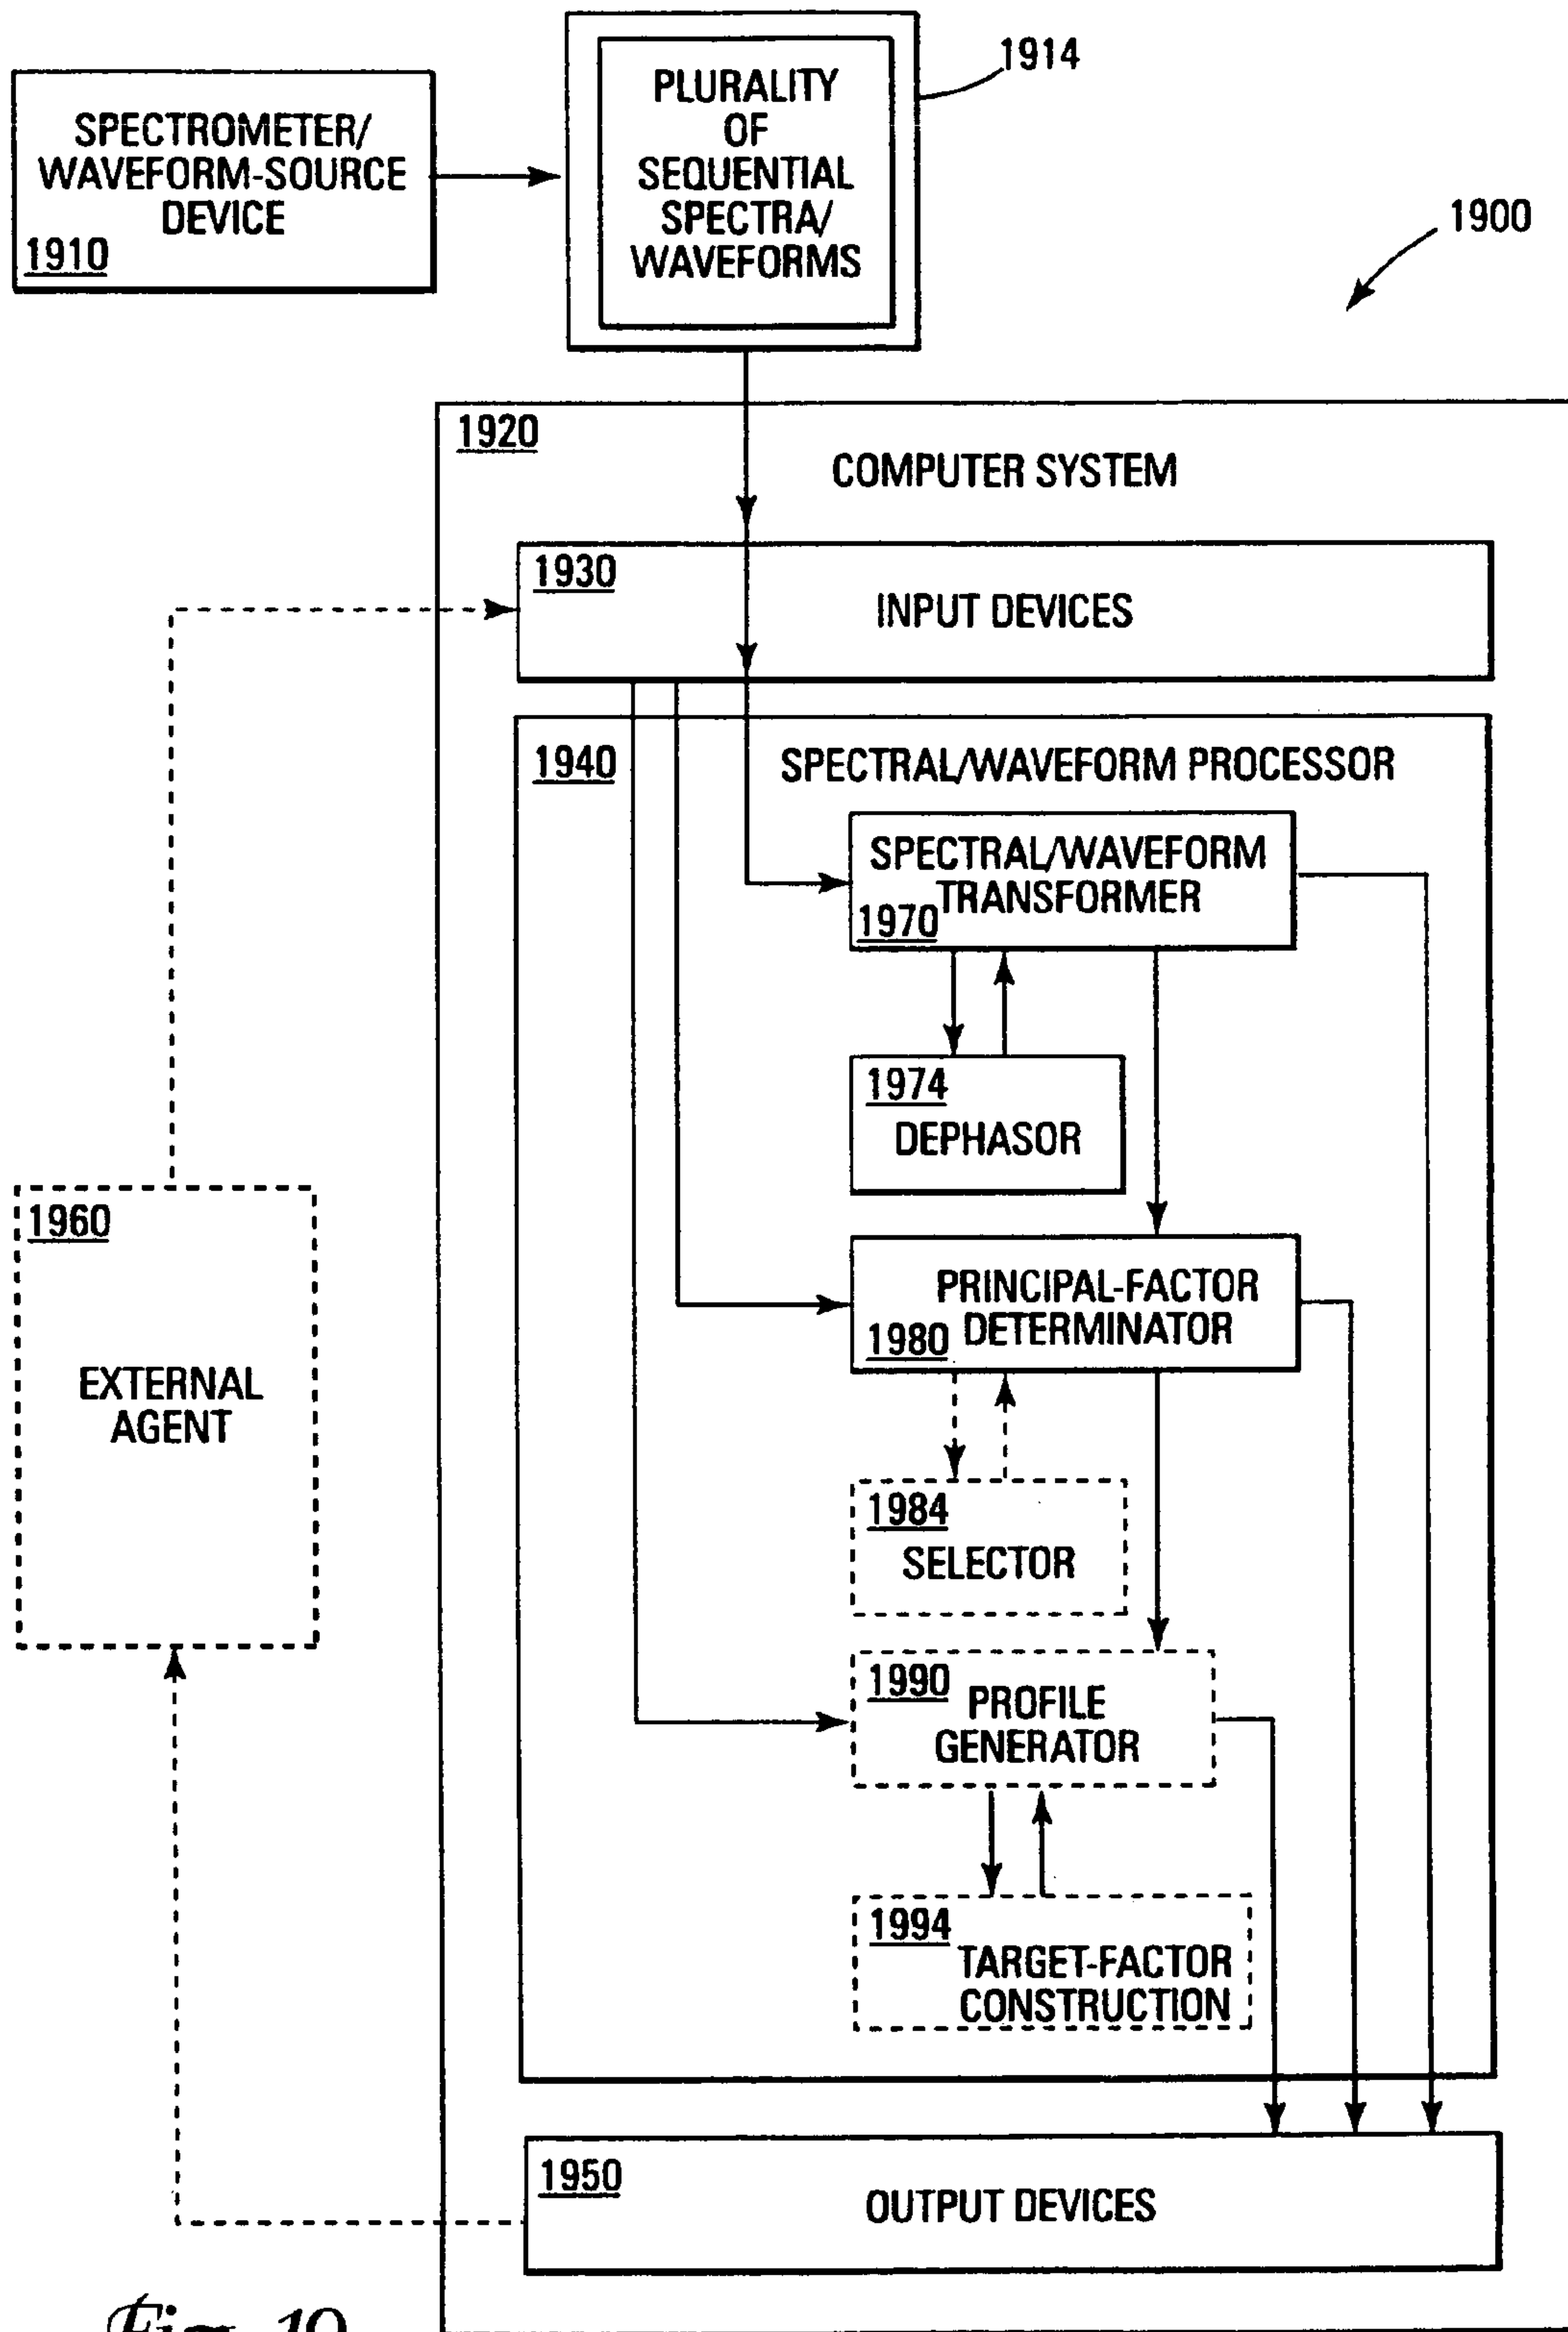 PLURALITY
OF
SEQUENTIAL
SPECTRA/
WAVEFORMS
1914
SPECTROMETER/
WAVEFORM-SOURCE
DEVICE
1910
1900
1920
COMPUTER SYSTEM
1930
INPUT DEVICES
1940
SPECTRAL/WAVEFORM PROCESSOR
SPECTRAL/WAVEFORM
TRANSFORMER
1970
1974
DEPHASOR
1960
EXTERNAL
AGENT
PRINCIPAL-FACTOR
DETERMINATOR
1980
1984
SELECTOR
1990
PROFILE
GENERATOR
1994
TARGET-FACTOR
CONSTRUCTION
1950
OUTPUT DEVICES
Fig. 19